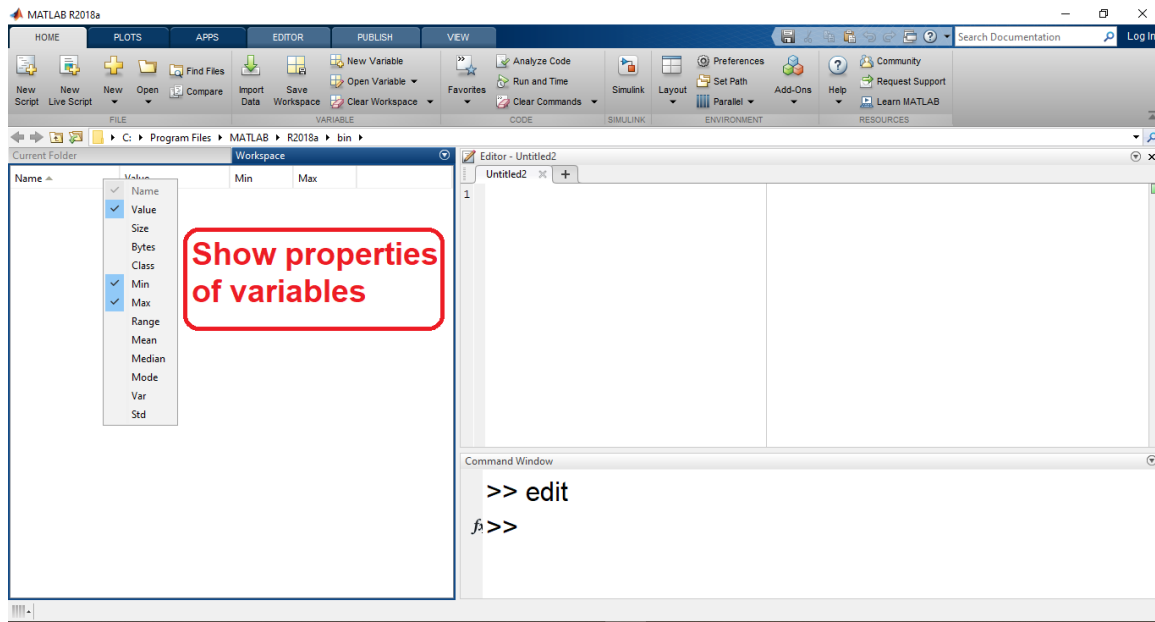 MATLAB R2018a
HOME PLOTS APPS EDITOR PUBLISH VIEW
Search Documentation
Log In
New Script
New Live Script
New
Open
Find Files
Compare
FILE
Import Data
Save Workspace
New Variable
Open Variable
Clear Workspace
VARIABLE
Favorites
Analyze Code
Run and Time
Clear Commands
CODE
Simulink
SIMULINK
Layout
Preferences
Set Path
Parallel
ENVIRONMENT
Add-Ons
Help
Community
Request Support
Learn MATLAB
RESOURCES
C: Program Files MATLAB R2018a bin
Current Folder
Workspace
Name Value Min Max
Name
Value
Size
Bytes
Class
Min
Max
Range
Mean
Median
Mode
Var
Std
Show properties
of variables
Editor - Untitled2
Untitled2 +
1
Command Window
>> edit
fx >>